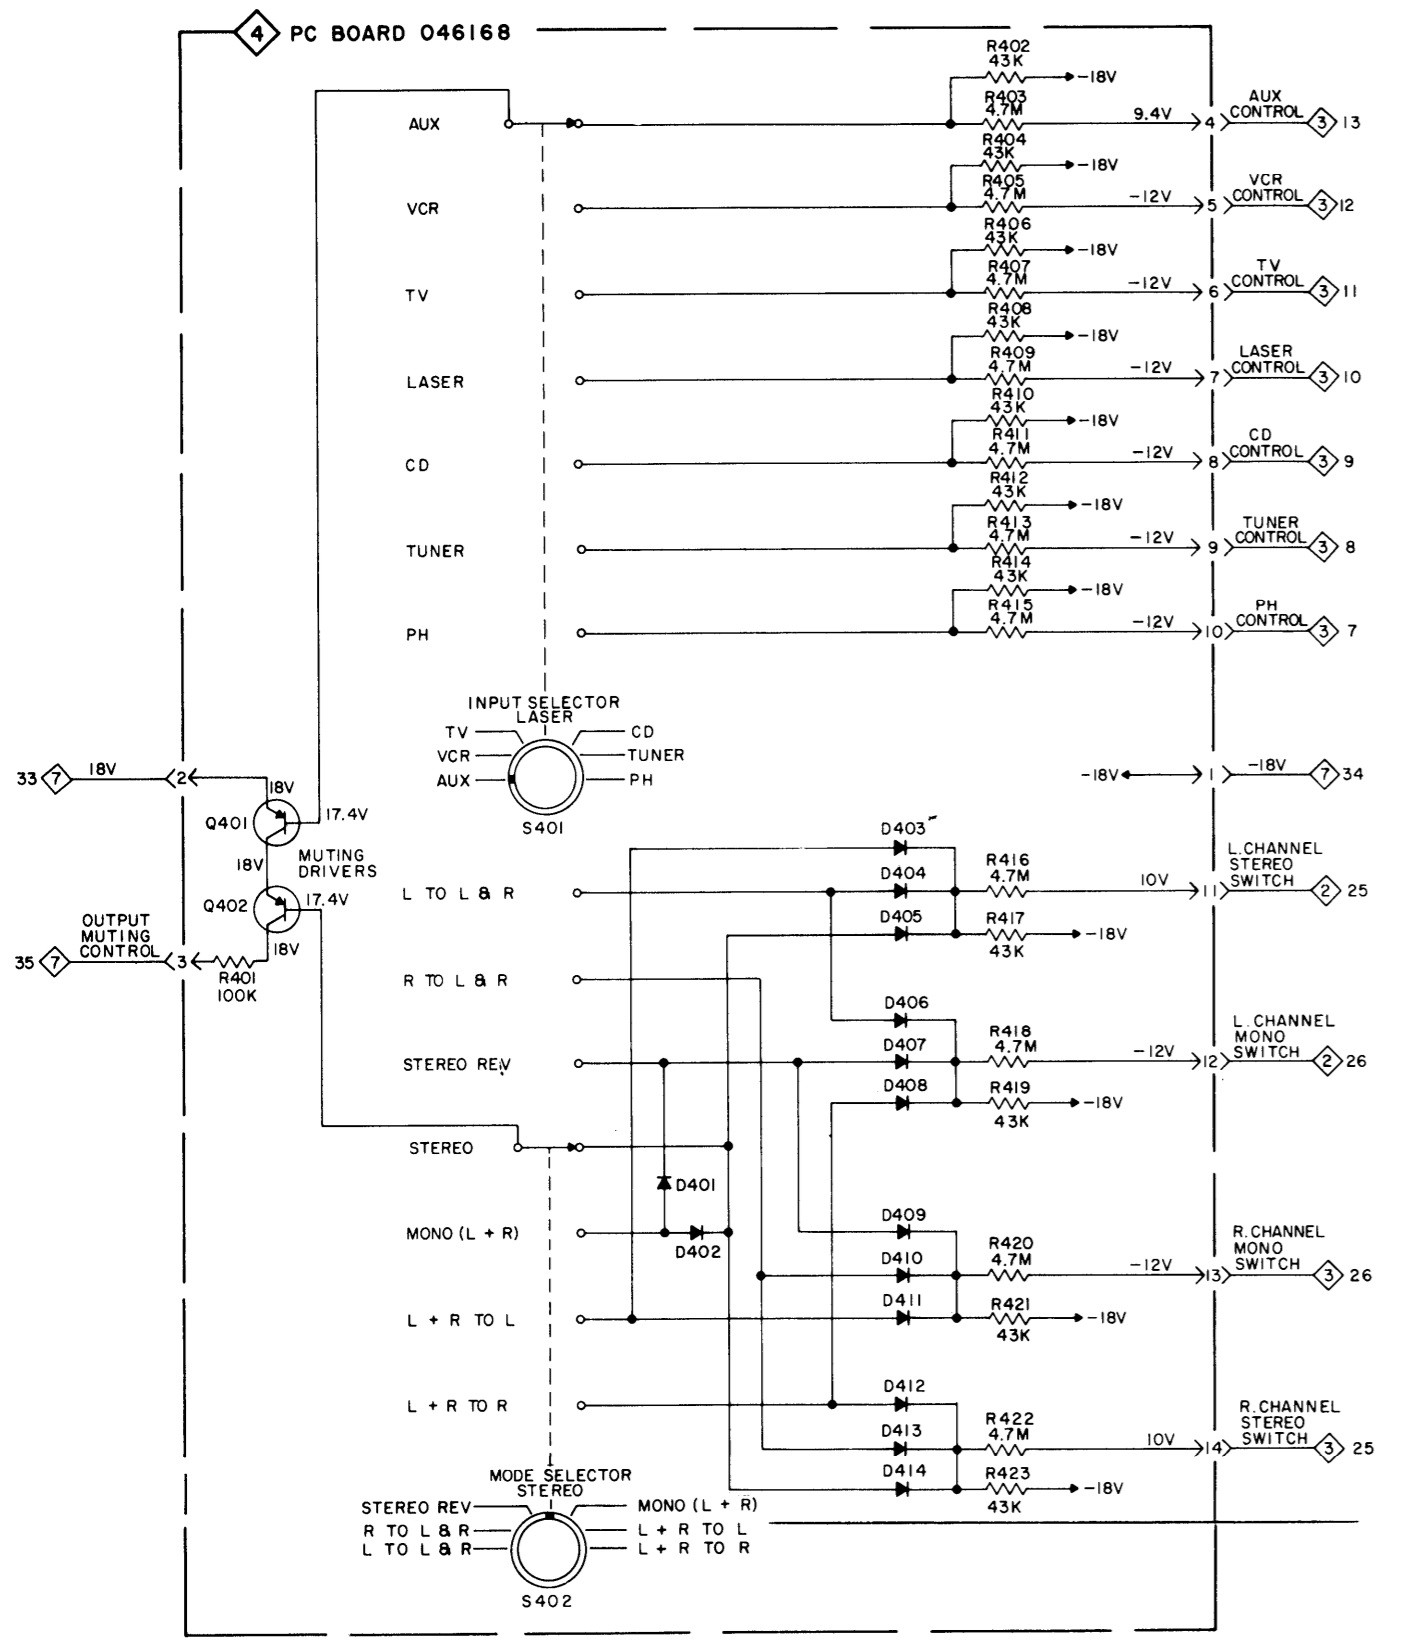 4 PC BOARD 046168
R402
43K
-18V
AUX
R403
4.7M
9.4V
4
AUX
CONTROL
3 13
R404
43K
-18V
VCR
R405
4.7M
-12V
5
VCR
CONTROL
3 12
R406
43K
-18V
TV
R407
4.7M
-12V
6
TV
CONTROL
3 11
R408
43K
-18V
LASER
R409
4.7M
-12V
7
LASER
CONTROL
3 10
R410
43K
-18V
CD
R411
4.7M
-12V
8
CD
CONTROL
3 9
R412
43K
-18V
TUNER
R413
4.7M
-12V
9
TUNER
CONTROL
3 8
R414
43K
-18V
PH
R415
4.7M
-12V
10
PH
CONTROL
3 7
INPUT SELECTOR
LASER
TV
CD
VCR
TUNER
AUX
PH
S401
33 7
18V
2
18V
Q401
17.4V
18V
MUTING
DRIVERS
Q402
17.4V
OUTPUT
MUTING
CONTROL
35 7
3
18V
R401
100K
-18V
1
-18V
7 34
D403
L TO L & R
D404
R416
4.7M
10V
11
L.CHANNEL
STEREO
SWITCH
2 25
D405
R417
43K
-18V
R TO L & R
D406
STEREO REV
D407
R418
4.7M
-12V
12
L.CHANNEL
MONO
SWITCH
2 26
D408
R419
43K
-18V
STEREO
D401
MONO (L + R)
D402
D409
D410
R420
4.7M
-12V
13
R.CHANNEL
MONO
SWITCH
3 26
L + R TO L
D411
R421
43K
-18V
L + R TO R
D412
D413
R422
4.7M
10V
14
R.CHANNEL
STEREO
SWITCH
3 25
D414
R423
43K
-18V
MODE SELECTOR
STEREO
STEREO REV
MONO (L + R)
R TO L & R
L + R TO L
L TO L & R
L + R TO R
S402